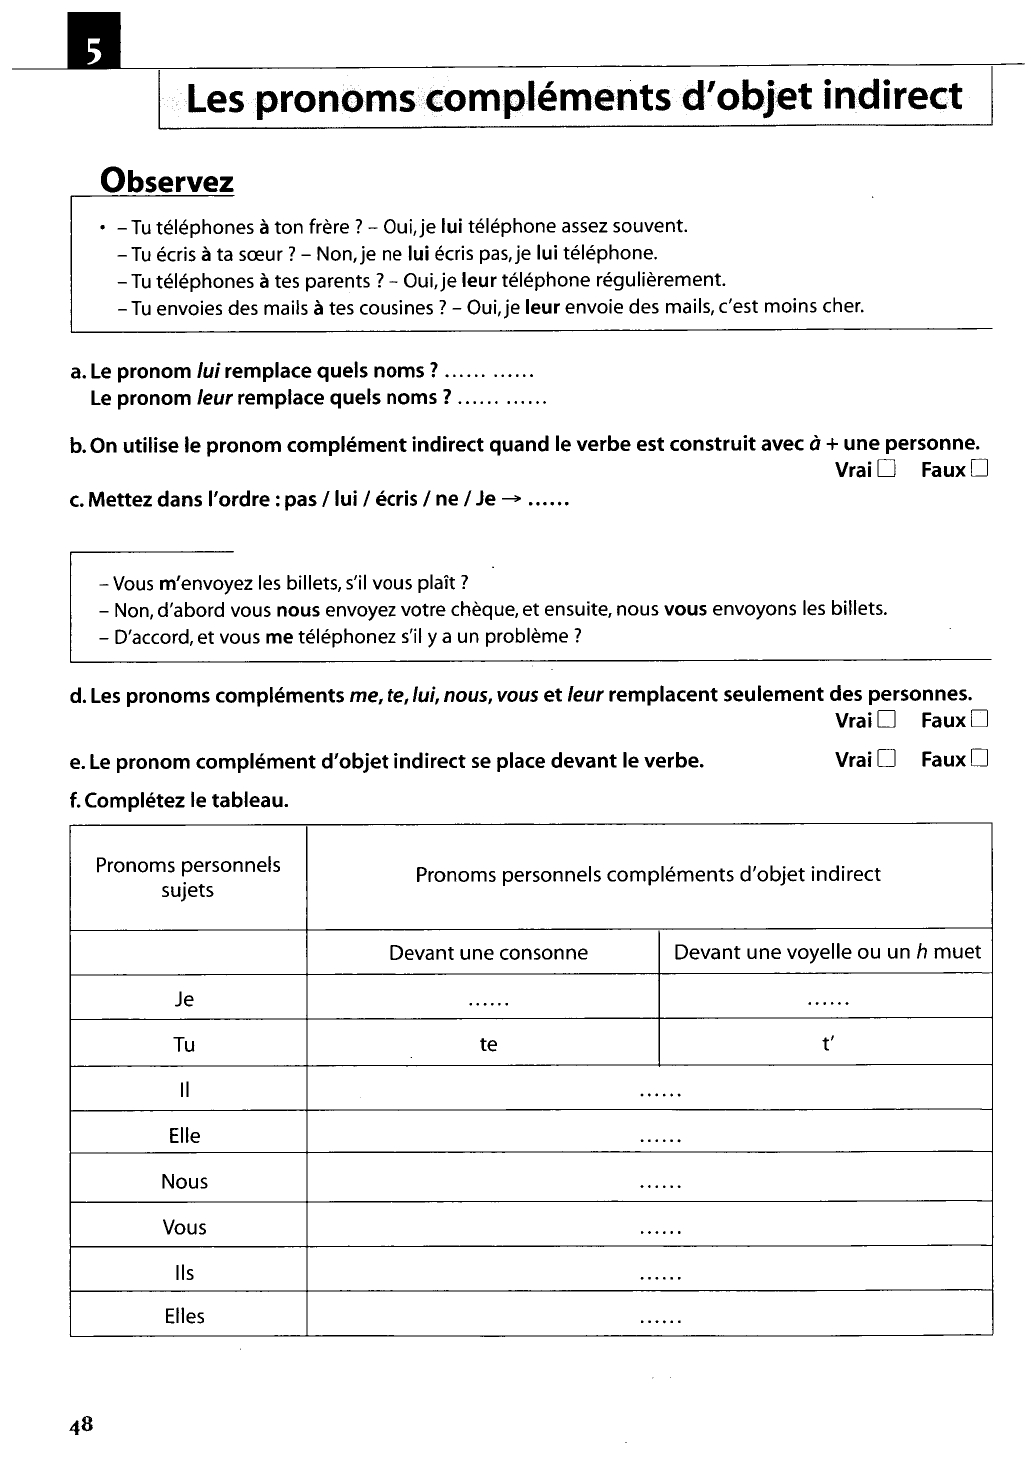 5
Les pronoms compléments d'objet indirect
Observez
• – Tu téléphones à ton frère ? – Oui, je lui téléphone assez souvent.
– Tu écris à ta sœur ? – Non, je ne lui écris pas, je lui téléphone.
– Tu téléphones à tes parents ? – Oui, je leur téléphone régulièrement.
– Tu envoies des mails à tes cousines ? – Oui, je leur envoie des mails, c'est moins cher.
a. Le pronom lui remplace quels noms ? ...... ......
Le pronom leur remplace quels noms ? ...... ......
b. On utilise le pronom complément indirect quand le verbe est construit avec à + une personne.
Vrai □ Faux □
c. Mettez dans l'ordre : pas / lui / écris / ne / Je → ......
– Vous m'envoyez les billets, s'il vous plaît ?
– Non, d'abord vous nous envoyez votre chèque, et ensuite, nous vous envoyons les billets.
– D'accord, et vous me téléphonez s'il y a un problème ?
d. Les pronoms compléments me, te, lui, nous, vous et leur remplacent seulement des personnes.
Vrai □ Faux □
e. Le pronom complément d'objet indirect se place devant le verbe. Vrai □ Faux □
f. Complétez le tableau.
Pronoms personnels
sujets
Pronoms personnels compléments d'objet indirect
Devant une consonne
Devant une voyelle ou un h muet
Je ...... ......
Tu te t'
Il ......
Elle ......
Nous ......
Vous ......
Ils ......
Elles ......
48